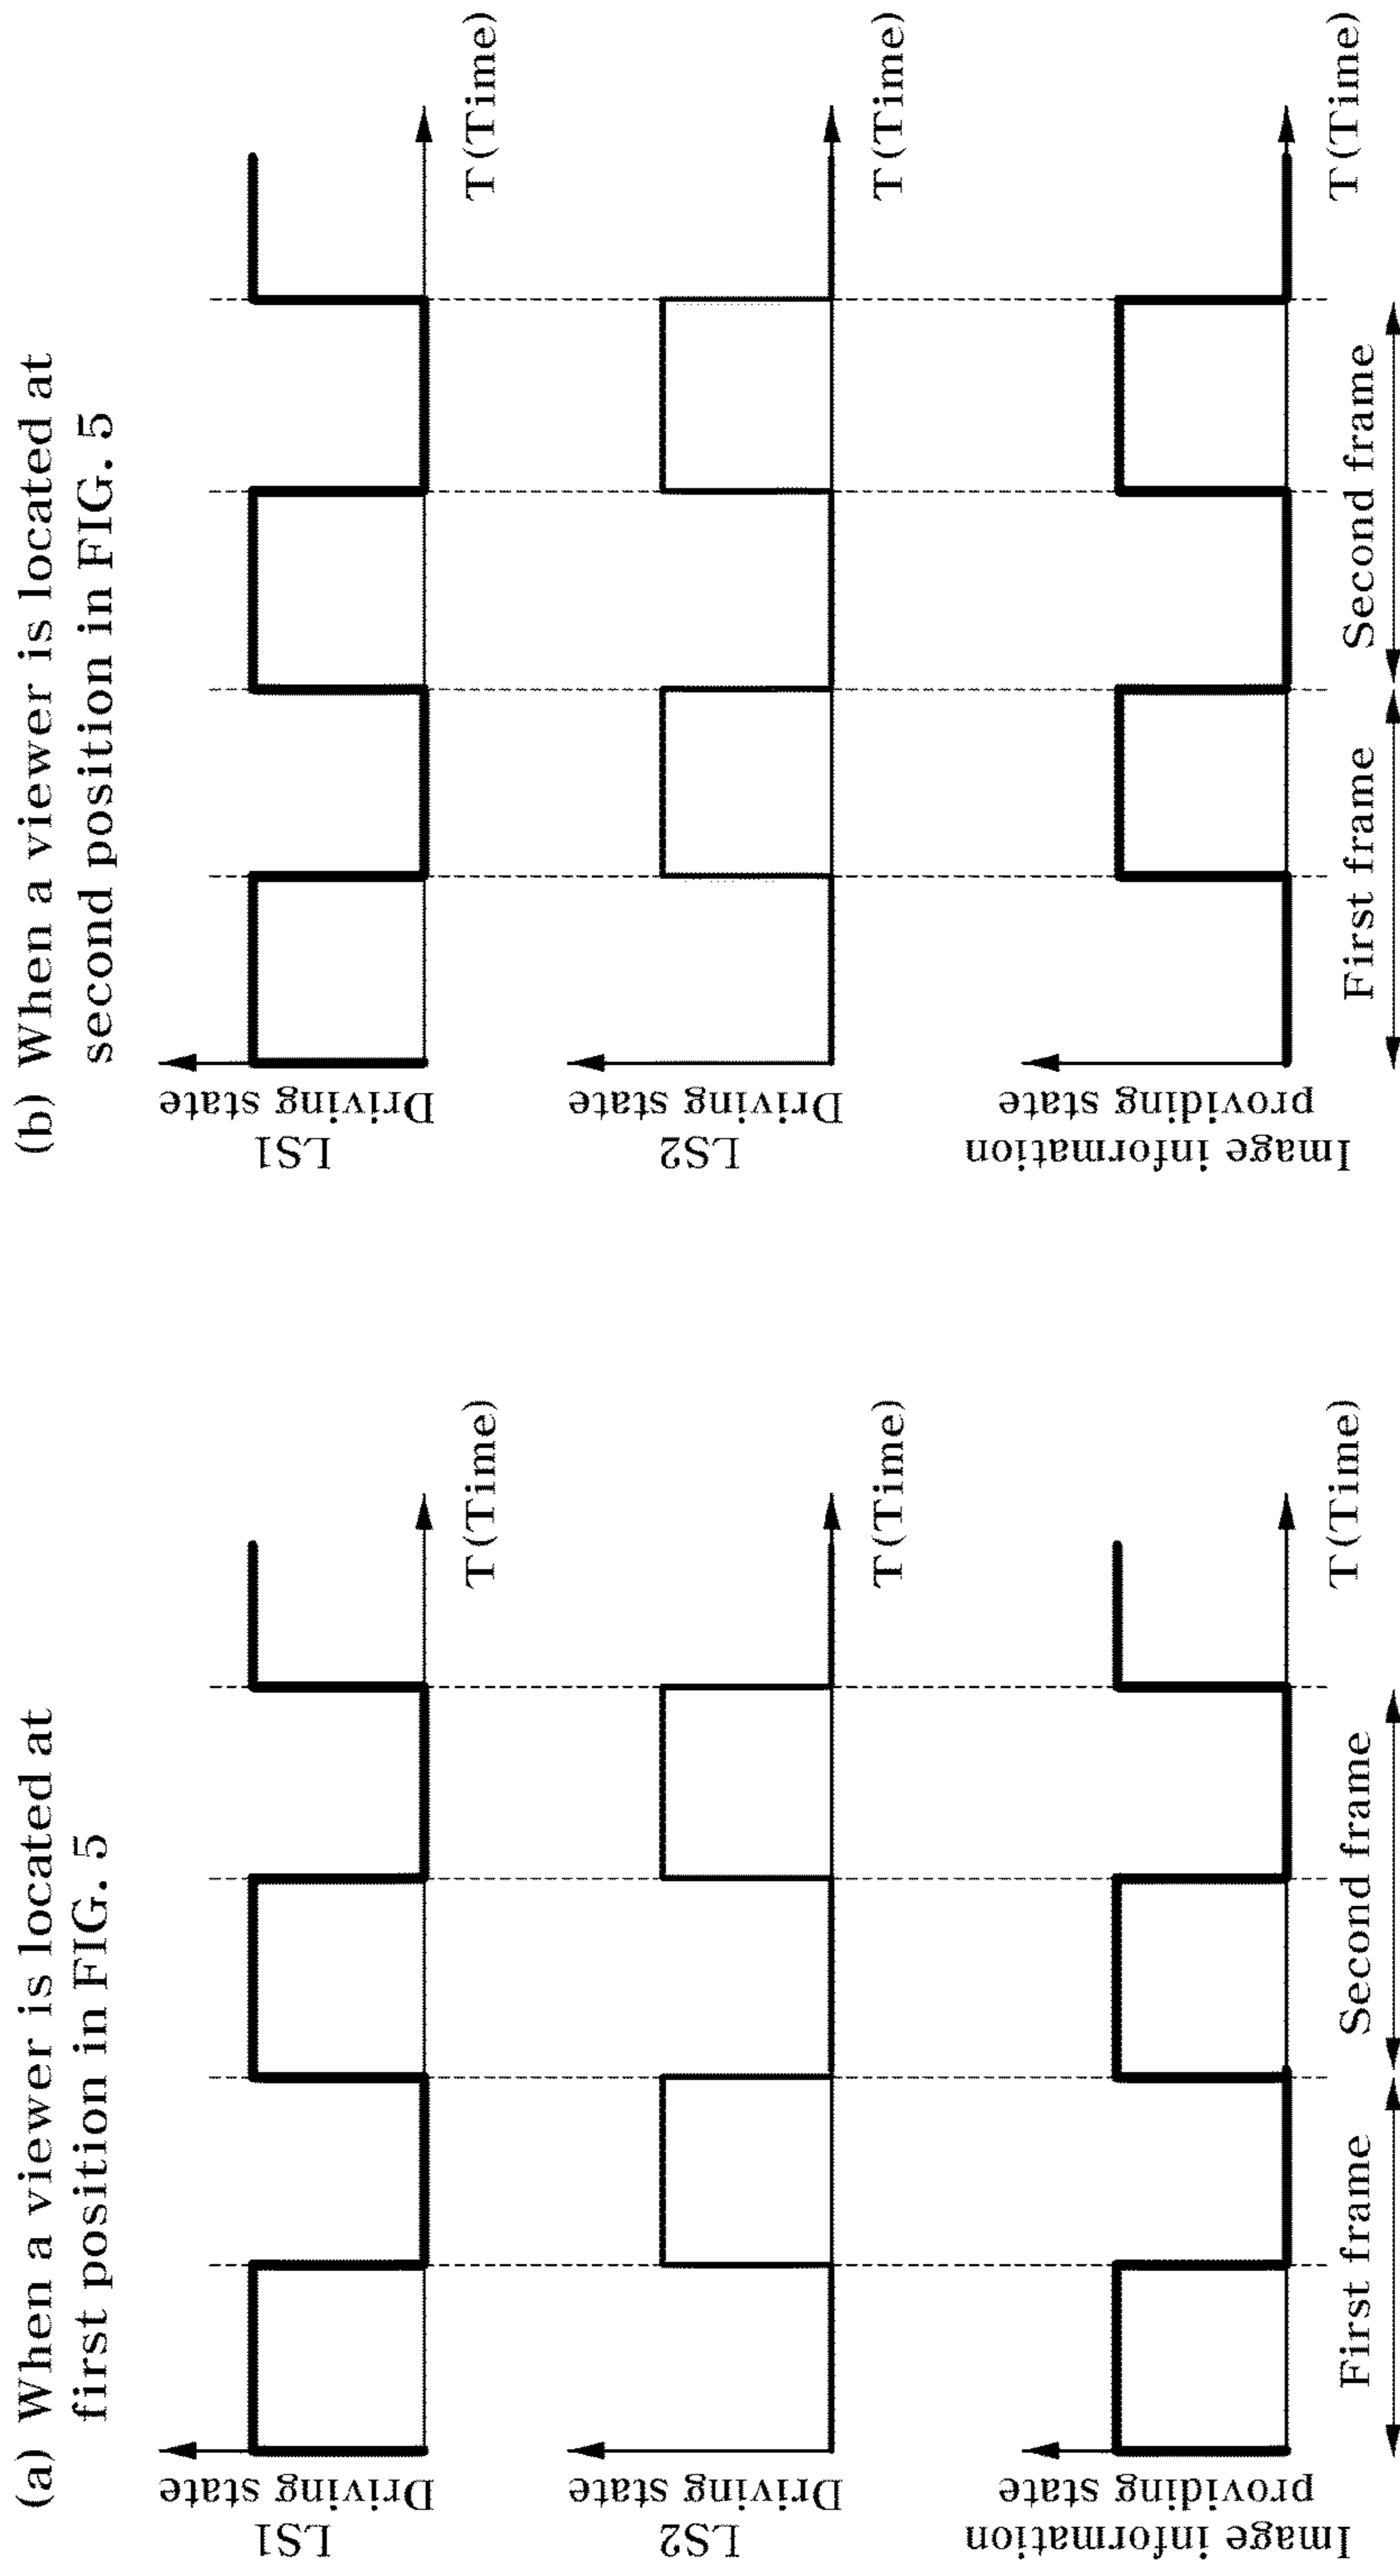 (a) When a viewer is located at
first position in FIG. 5
LS1
Driving state
T(Time)
LS2
Driving state
T(Time)
Image information
providing state
T(Time)
First frame
Second frame
(b) When a viewer is located at
second position in FIG. 5
LS1
Driving state
T(Time)
LS2
Driving state
T(Time)
Image information
providing state
T(Time)
First frame
Second frame